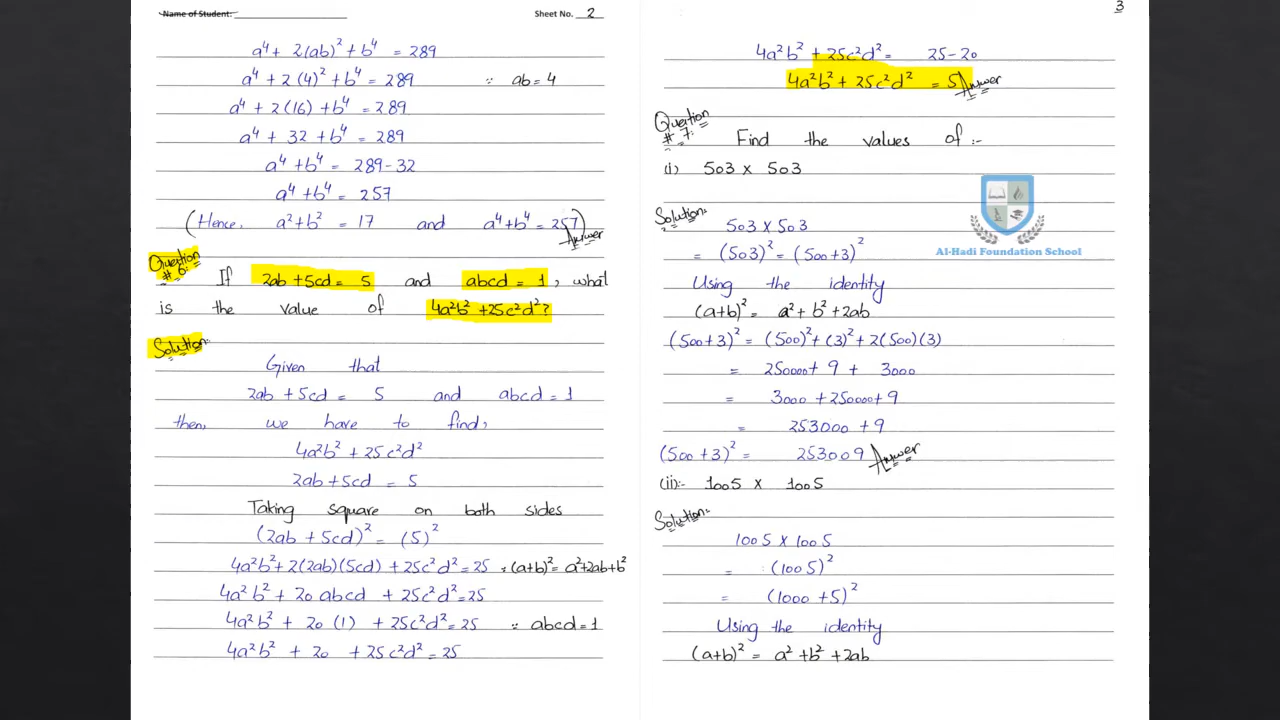 Name of Student: Sheet No. 2
a⁴ + 2(ab)² + b⁴ = 289
a⁴ + 2(4)² + b⁴ = 289 ∵ ab = 4
a⁴ + 2(16) + b⁴ = 289
a⁴ + 32 + b⁴ = 289
a⁴ + b⁴ = 289 - 32
a⁴ + b⁴ = 257
(Hence, a² + b² = 17 and a⁴ + b⁴ = 257)
Answer
Question
# 6:
If 2ab + 5cd = 5 and abcd = 1, what
is the value of 4a²b² + 25c²d²?
Solution:
Given that
2ab + 5cd = 5 and abcd = 1
then, we have to find;
4a²b² + 25c²d²
2ab + 5cd = 5
Taking square on both sides
(2ab + 5cd)² = (5)²
4a²b² + 2(2ab)(5cd) + 25c²d² = 25 ∵ (a+b)² = a²+2ab+b²
4a²b² + 20 abcd + 25c²d² = 25
4a²b² + 20 (1) + 25c²d² = 25 ∵ abcd = 1
4a²b² + 20 + 25c²d² = 25
3
4a²b² + 25c²d² = 25 - 20
4a²b² + 25c²d² = 5 Answer
Question
# 7:
Find the values of :-
(i) 503 × 503
Al-Hadi Foundation School
Solution:
503 × 503
= (503)² = (500+3)²
Using the identity
(a+b)² = a² + b² + 2ab
(500+3)² = (500)² + (3)² + 2(500)(3)
= 250000 + 9 + 3000
= 3000 + 250000 + 9
= 253000 + 9
(500+3)² = 253009 Answer
(ii):- 1005 × 1005
Solution:
1005 × 1005
= (1005)²
= (1000 + 5)²
Using the identity
(a+b)² = a² + b² + 2ab